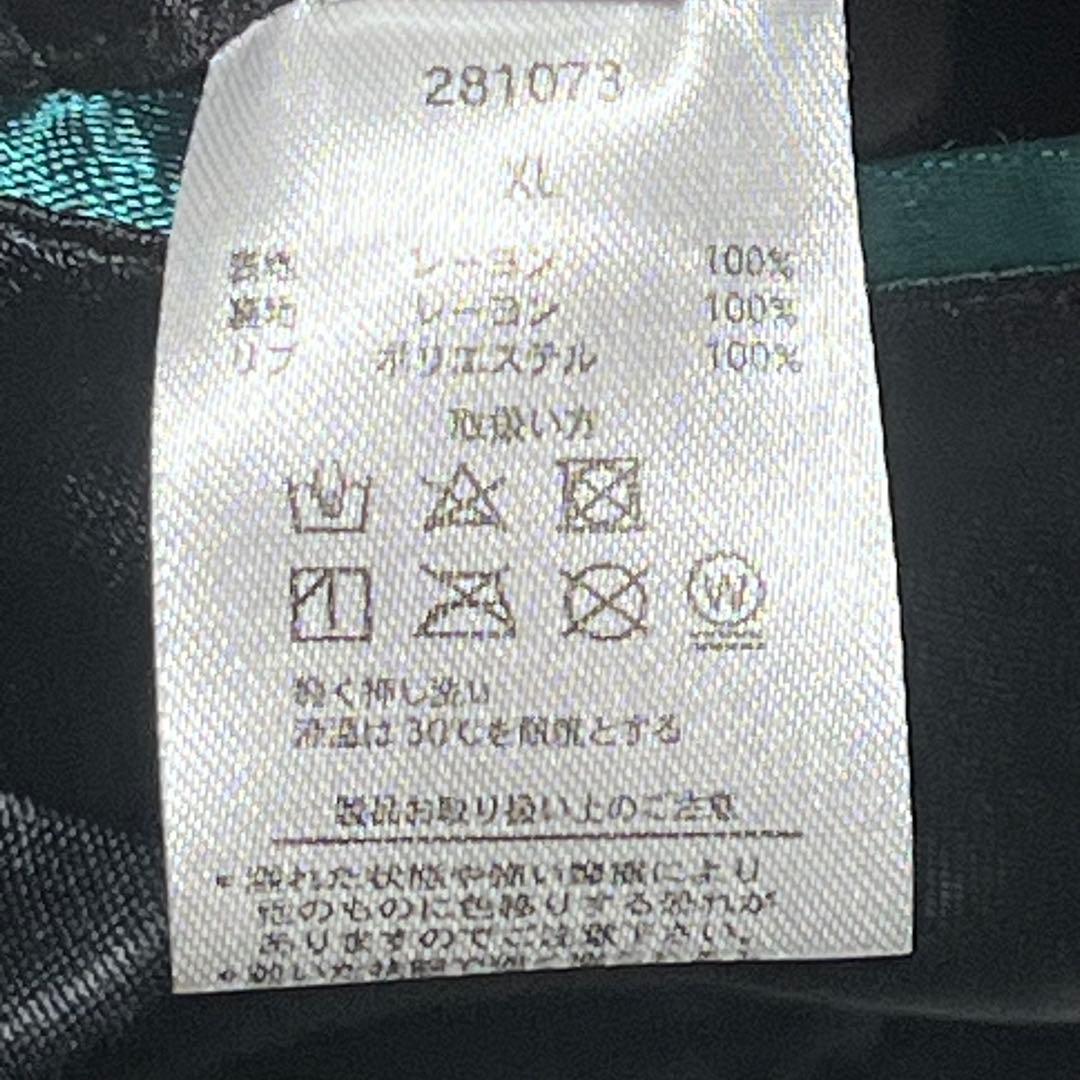 281073
XL
表地 レーヨン 100%
裏地 レーヨン 100%
リブ ポリエステル 100%
取扱い方
W
軽く押し洗い
液温は30℃を限度とする
製品お取り扱い上のご注意
• 濡れた状態や強い摩擦により
他のものに色移りする恐れが
ありますのでご注意下さい。